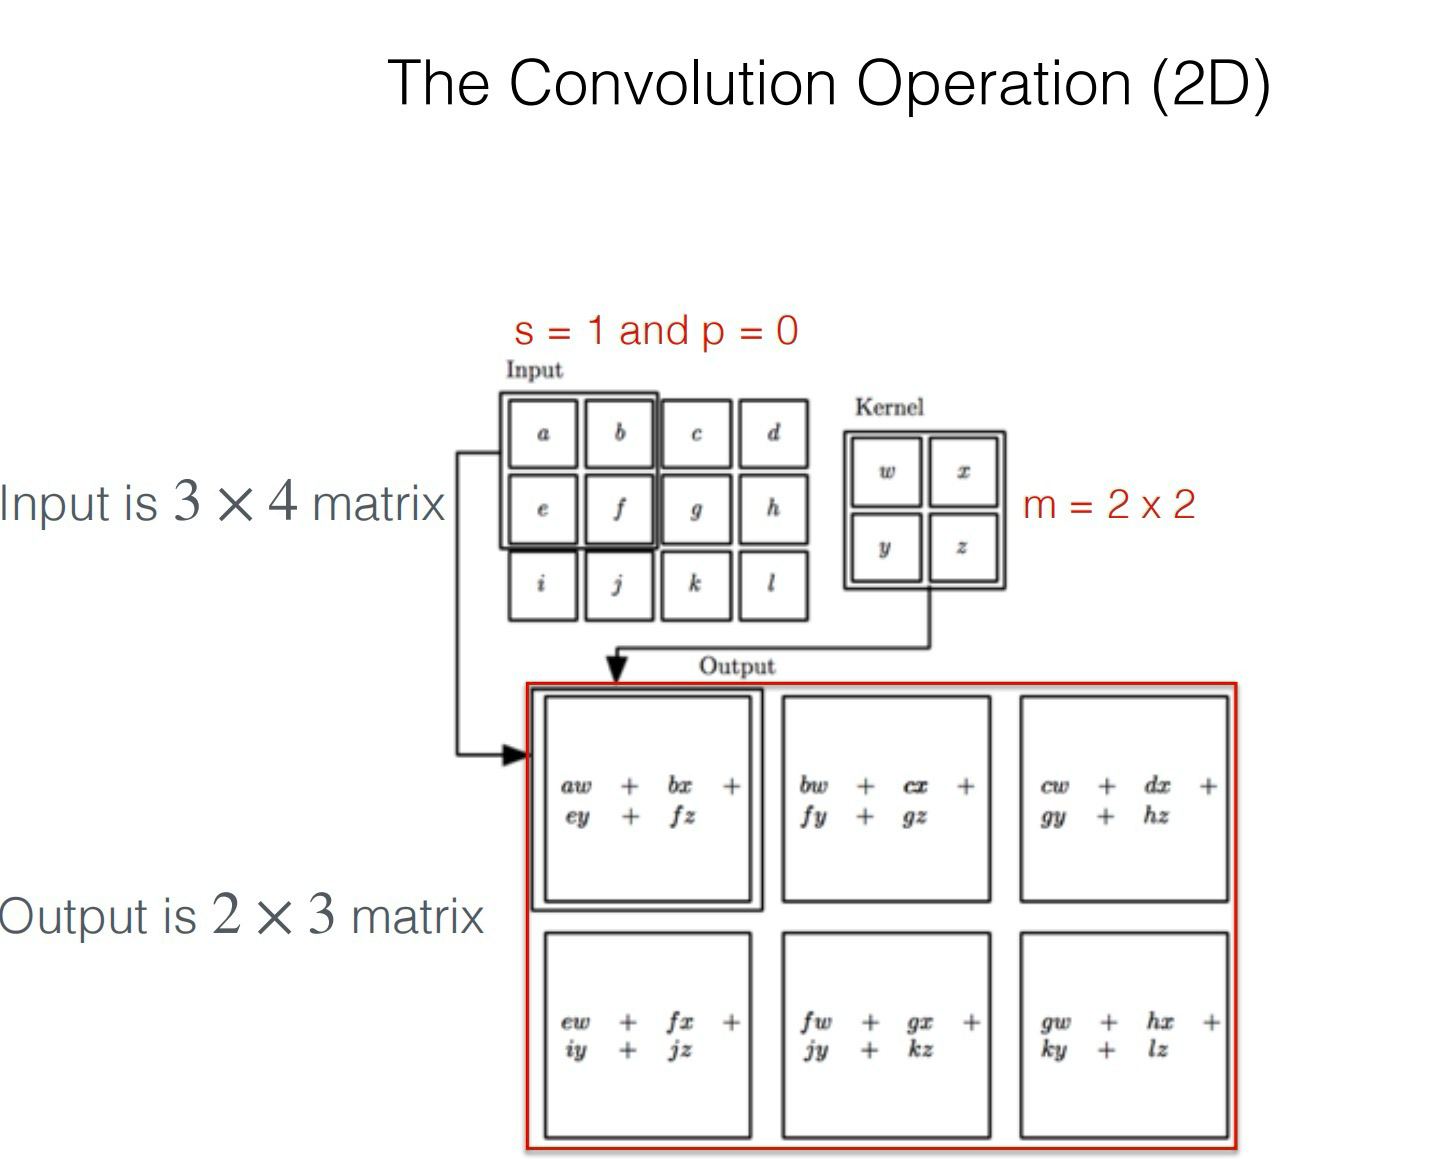 The Convolution Operation (2D)
s = 1 and p = 0
Input
a b c d
e f g h
i j k l
Kernel
w x
y z
m = 2 x 2
Input is 3 × 4 matrix
Output
aw + bx +
ey + fz
bw + cx +
fy + gz
cw + dx +
gy + hz
ew + fx +
iy + jz
fw + gx +
jy + kz
gw + hx +
ky + lz
Output is 2 × 3 matrix